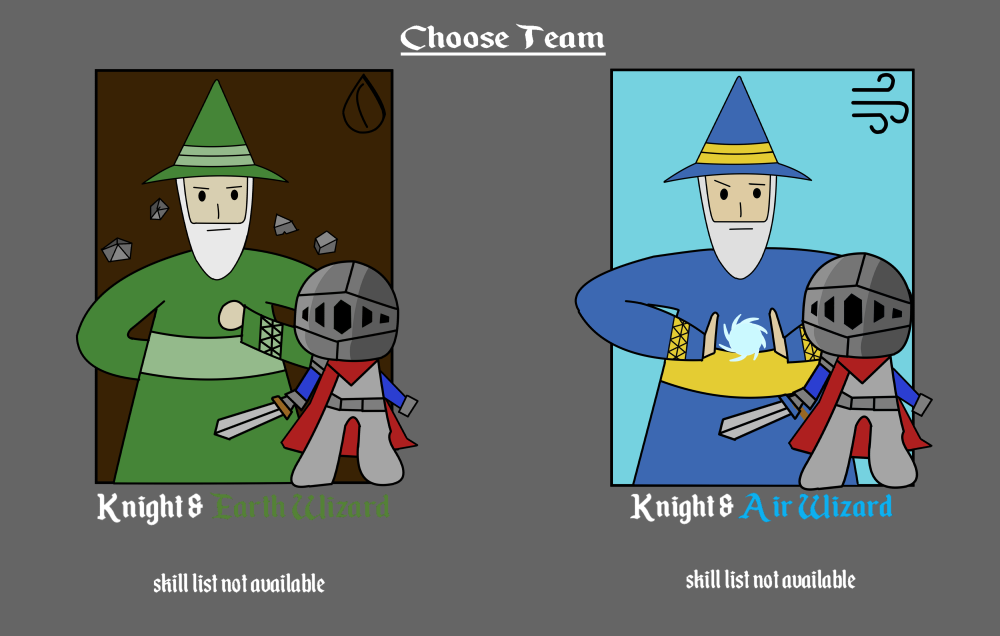 Choose Team
Knight & Earth Wizard
Knight & Air Wizard
skill list not available
skill list not available